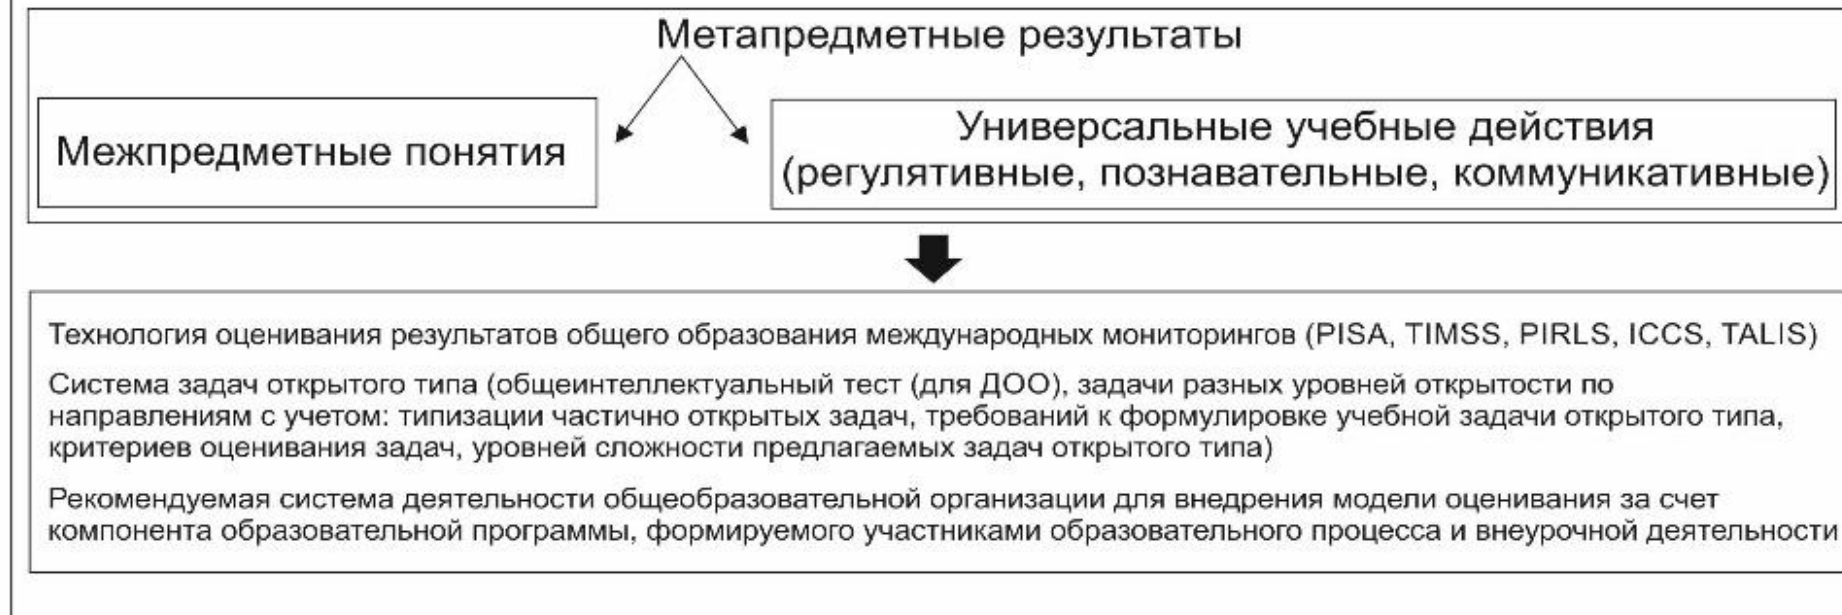 Метапредметные результаты
Межпредметные понятия
Универсальные учебные действия
(регулятивные, познавательные, коммуникативные)
Технология оценивания результатов общего образования международных мониторингов (PISA, TIMSS, PIRLS, ICCS, TALIS)
Система задач открытого типа (общеинтеллектуальный тест (для ДОО), задачи разных уровней открытости по
направлениям с учетом: типизации частично открытых задач, требований к формулировке учебной задачи открытого типа,
критериев оценивания задач, уровней сложности предлагаемых задач открытого типа)
Рекомендуемая система деятельности общеобразовательной организации для внедрения модели оценивания за счет
компонента образовательной программы, формируемого участниками образовательного процесса и внеурочной деятельности